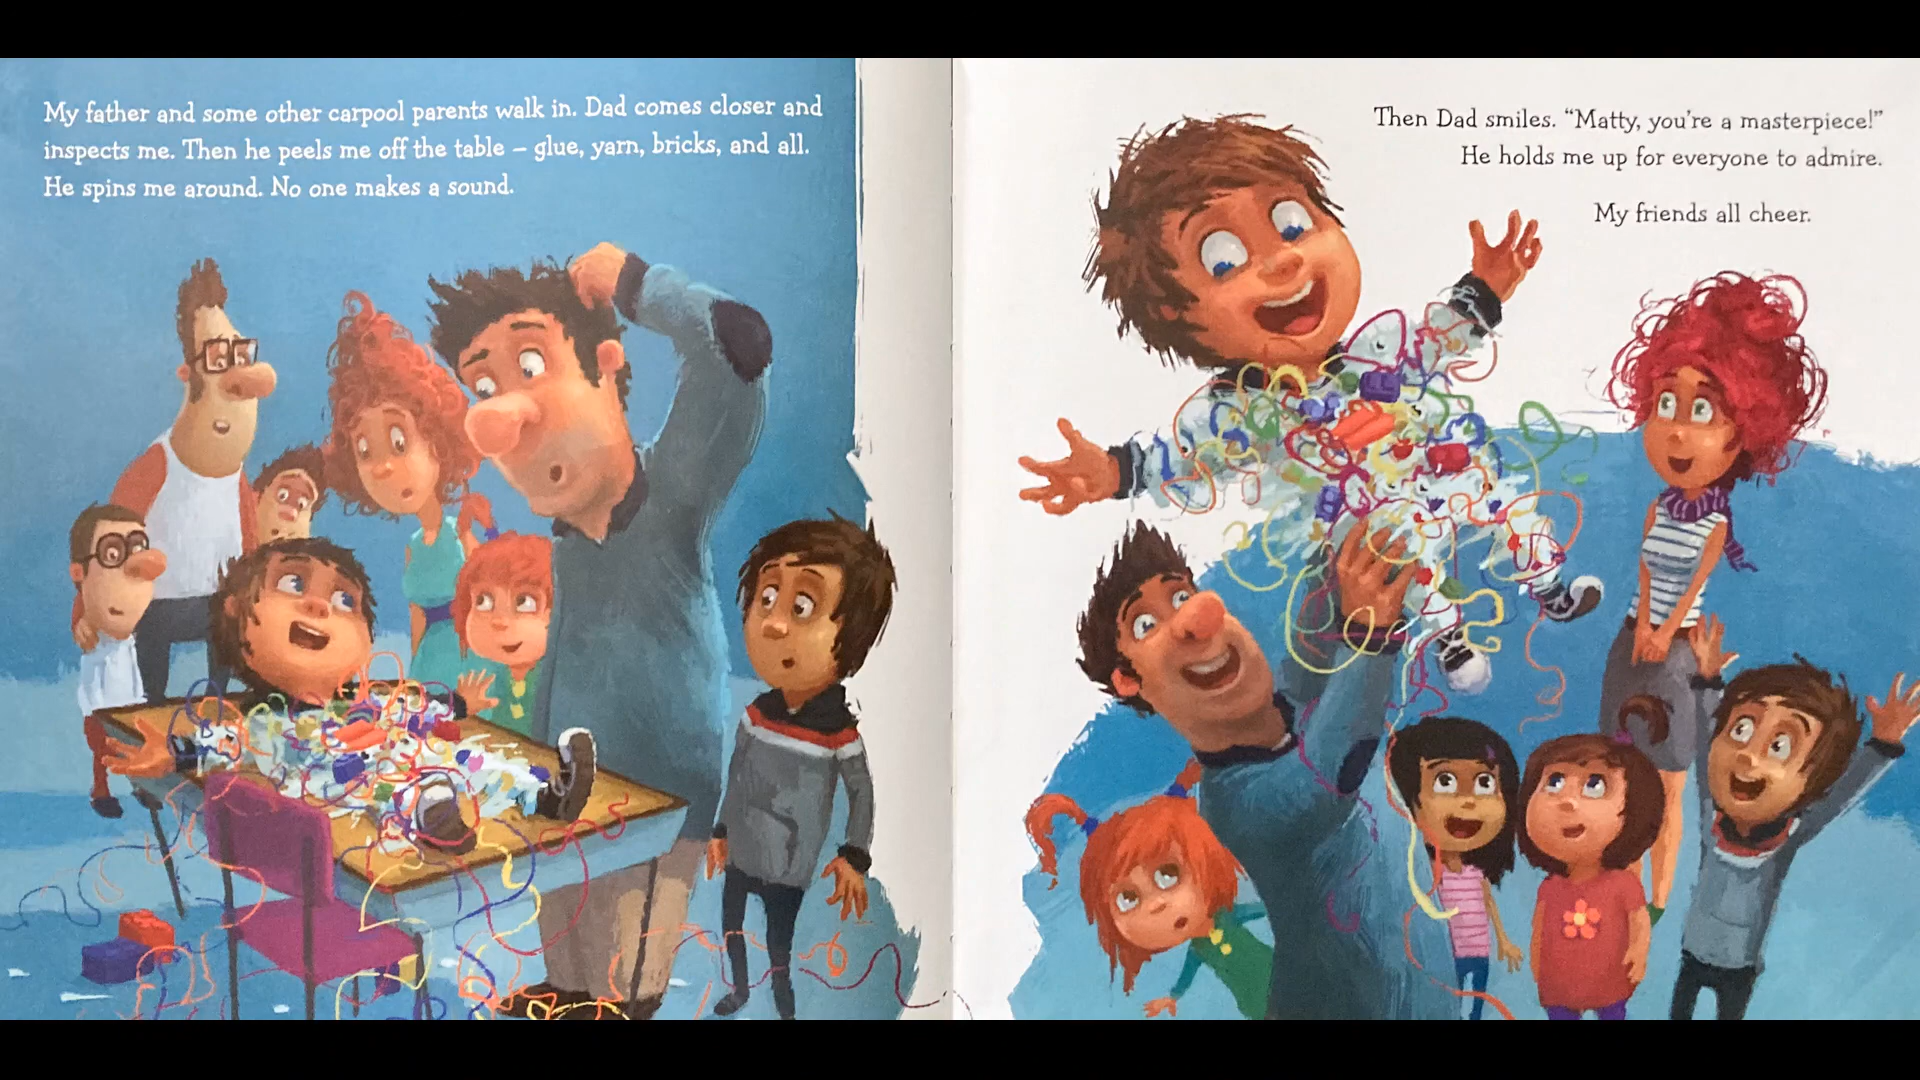 My father and some other carpool parents walk in. Dad comes closer and
inspects me. Then he peels me off the table – glue, yarn, bricks, and all.
He spins me around. No one makes a sound.
Then Dad smiles. “Matty, you’re a masterpiece!”
He holds me up for everyone to admire.
My friends all cheer.